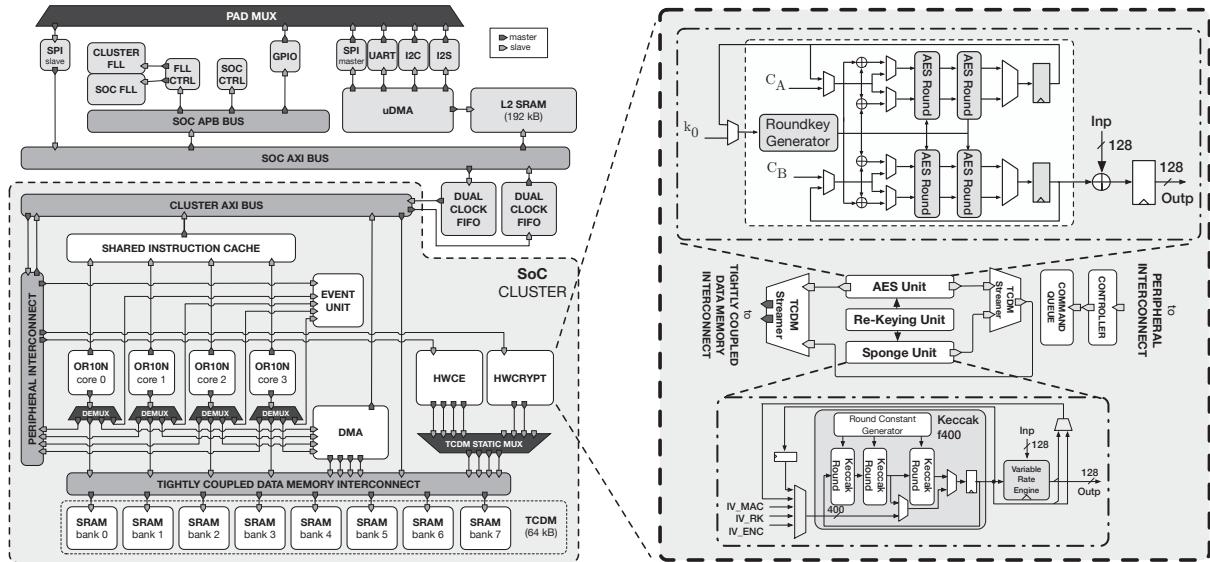 PAD MUX
SPI
slave
CLUSTER
FLL
SOC FLL
FLL
CTRL
SOC
CTRL
GPIO
SPI
master
UART
I2C
I2S
master
slave
uDMA
L2 SRAM
(192 kB)
SOC APB BUS
SOC AXI BUS
CLUSTER AXI BUS
DUAL
CLOCK
FIFO
DUAL
CLOCK
FIFO
SHARED INSTRUCTION CACHE
SoC
CLUSTER
PERIPHERAL INTERCONNECT
EVENT
UNIT
OR10N
core 0
OR10N
core 1
OR10N
core 2
OR10N
core 3
HWCE
HWCRYPT
DEMUX
DEMUX
DEMUX
DEMUX
DMA
TCDM STATIC MUX
TIGHTLY COUPLED DATA MEMORY INTERCONNECT
SRAM
bank 0
SRAM
bank 1
SRAM
bank 2
SRAM
bank 3
SRAM
bank 4
SRAM
bank 5
SRAM
bank 6
SRAM
bank 7
TCDM
(64 kB)
C_A
k_0
Roundkey
Generator
C_B
AES Round
AES Round
AES Round
AES Round
Inp
128
128
Outp
to
TIGHTLY COUPLED
DATA MEMORY
INTERCONNECT
TCDM
Streamer
AES Unit
Re-Keying Unit
Sponge Unit
TCDM
Streamer
COMMAND
QUEUE
CONTROLLER
to
PERIPHERAL
INTERCONNECT
Round Constant
Generator
Keccak
f400
Keccak
Round
Keccak
Round
Keccak
Round
IV_MAC
IV_RK
IV_ENC
400
Inp
128
Variable
Rate
Engine
128
Outp